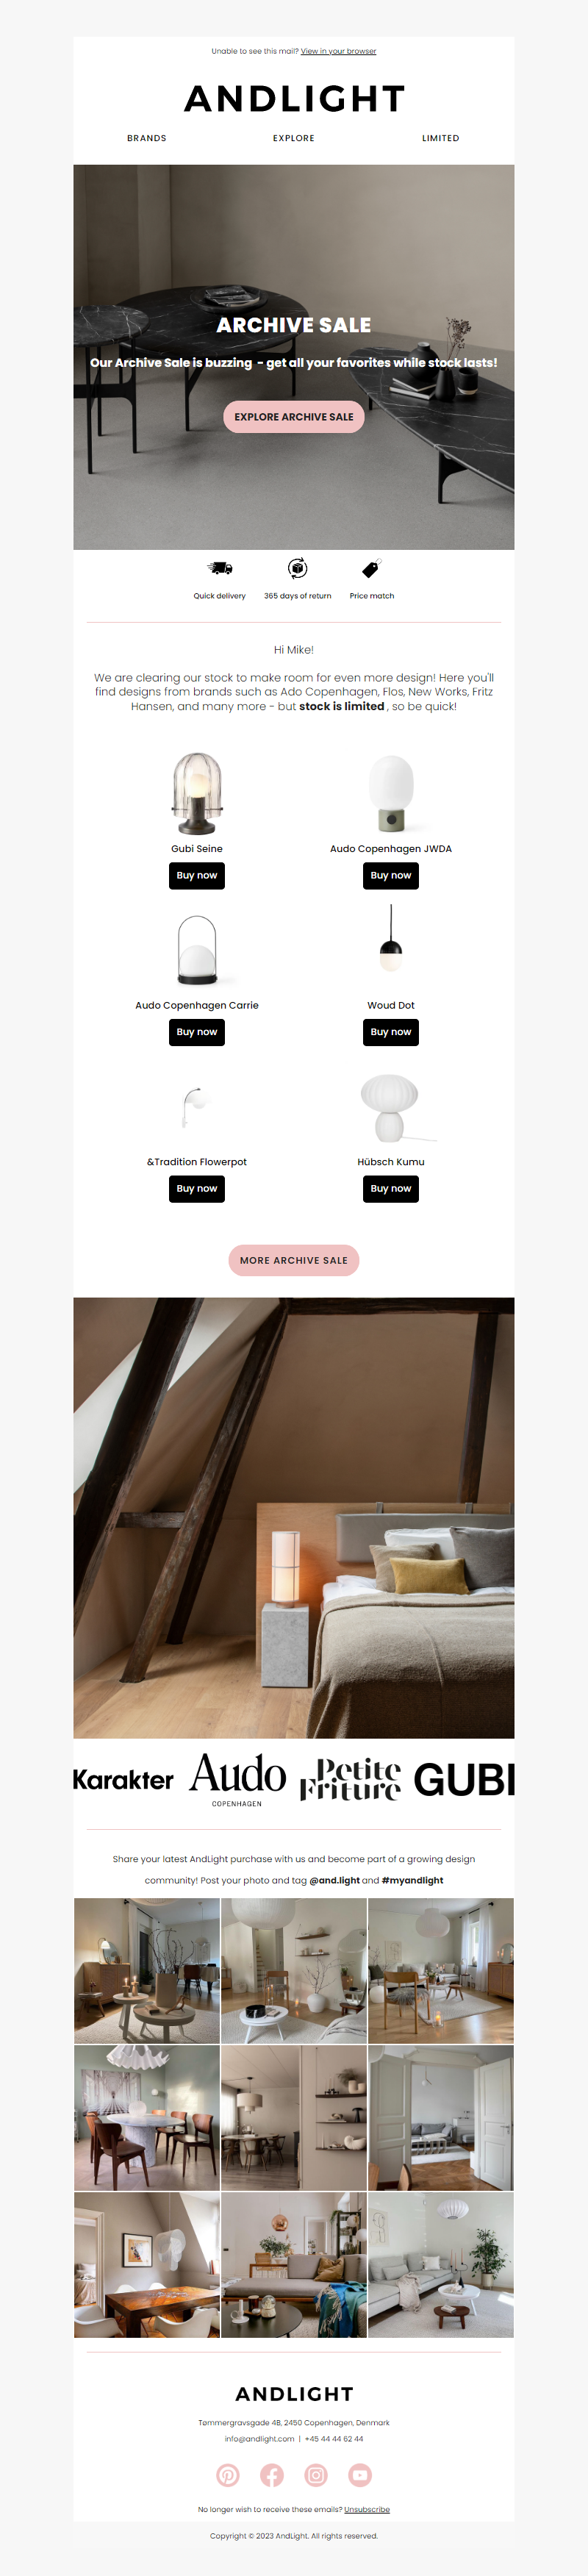 Unable to see this mail? View in your browser
ANDLIGHT
BRANDS EXPLORE LIMITED
ARCHIVE SALE
Our Archive Sale is buzzing - get all your favorites while stock lasts!
EXPLORE ARCHIVE SALE
Quick delivery 365 days of return Price match
Hi Mike!
We are clearing our stock to make room for even more design! Here you'll
find designs from brands such as Ado Copenhagen, Flos, New Works, Fritz
Hansen, and many more - but stock is limited , so be quick!
Gubi Seine Audo Copenhagen JWDA
Buy now Buy now
Audo Copenhagen Carrie Woud Dot
Buy now Buy now
&Tradition Flowerpot Hübsch Kumu
Buy now Buy now
MORE ARCHIVE SALE
Karakter Audo COPENHAGEN Petite Friture GUBI
Share your latest AndLight purchase with us and become part of a growing design
community! Post your photo and tag @and.light and #myandlight
ANDLIGHT
Tømmergravsgade 4B, 2450 Copenhagen, Denmark
info@andlight.com | +45 44 44 62 44
No longer wish to receive these emails? Unsubscribe
Copyright © 2023 AndLight. All rights reserved.